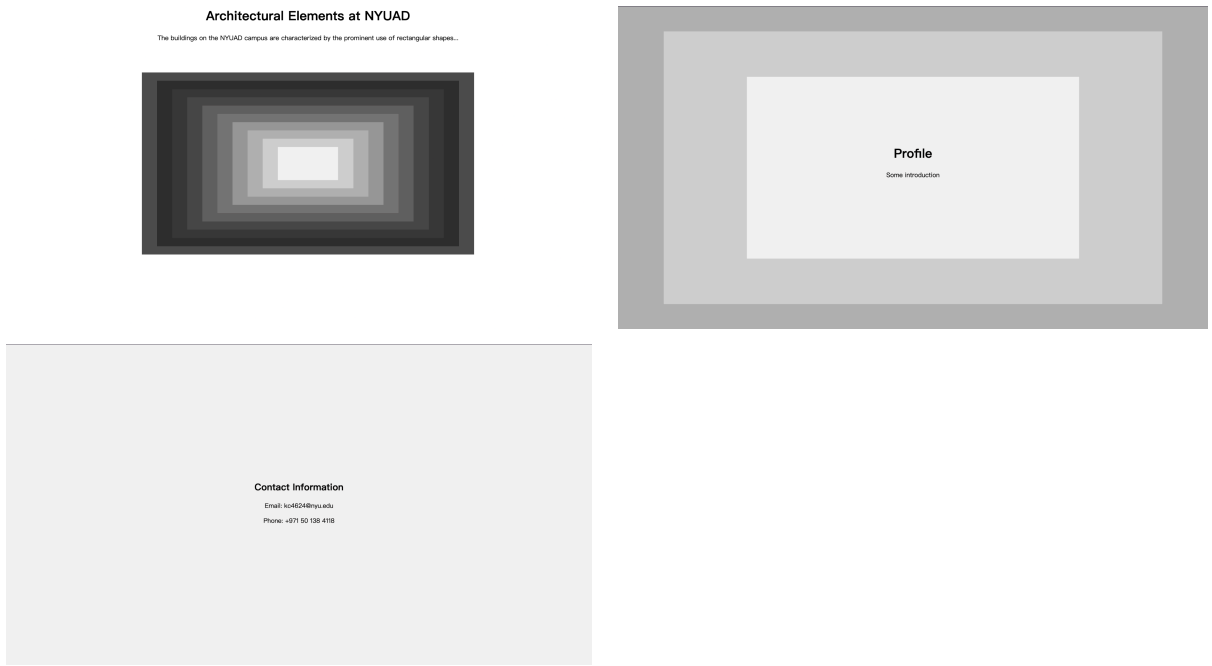 Architectural Elements at NYUAD
The buildings on the NYUAD campus are characterized by the prominent use of rectangular shapes...
Profile
Some introduction
Contact Information
Email: kc4624@nyu.edu
Phone: +971 50 138 4118